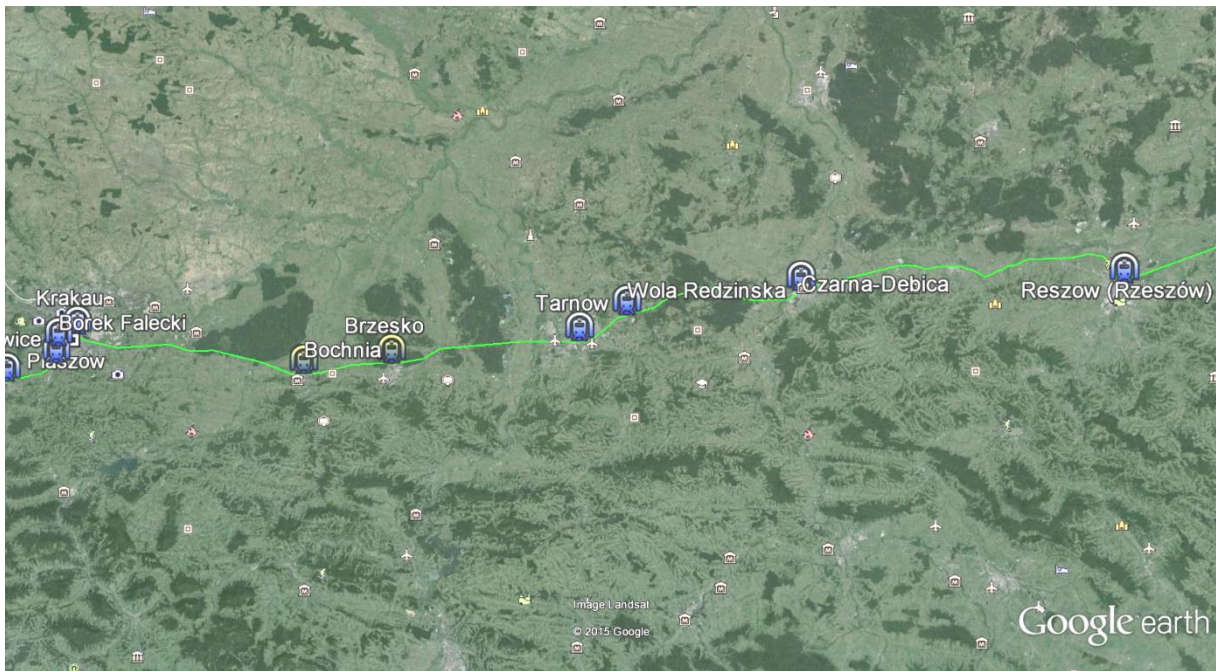 Krakau
Borek Falecki
wice
Plaszow
Bochnia
Brzesko
Tarnow
Wola Redzinska
Czarna-Debica
Reszow (Rzeszów)
Image Landsat
© 2015 Google
Google earth